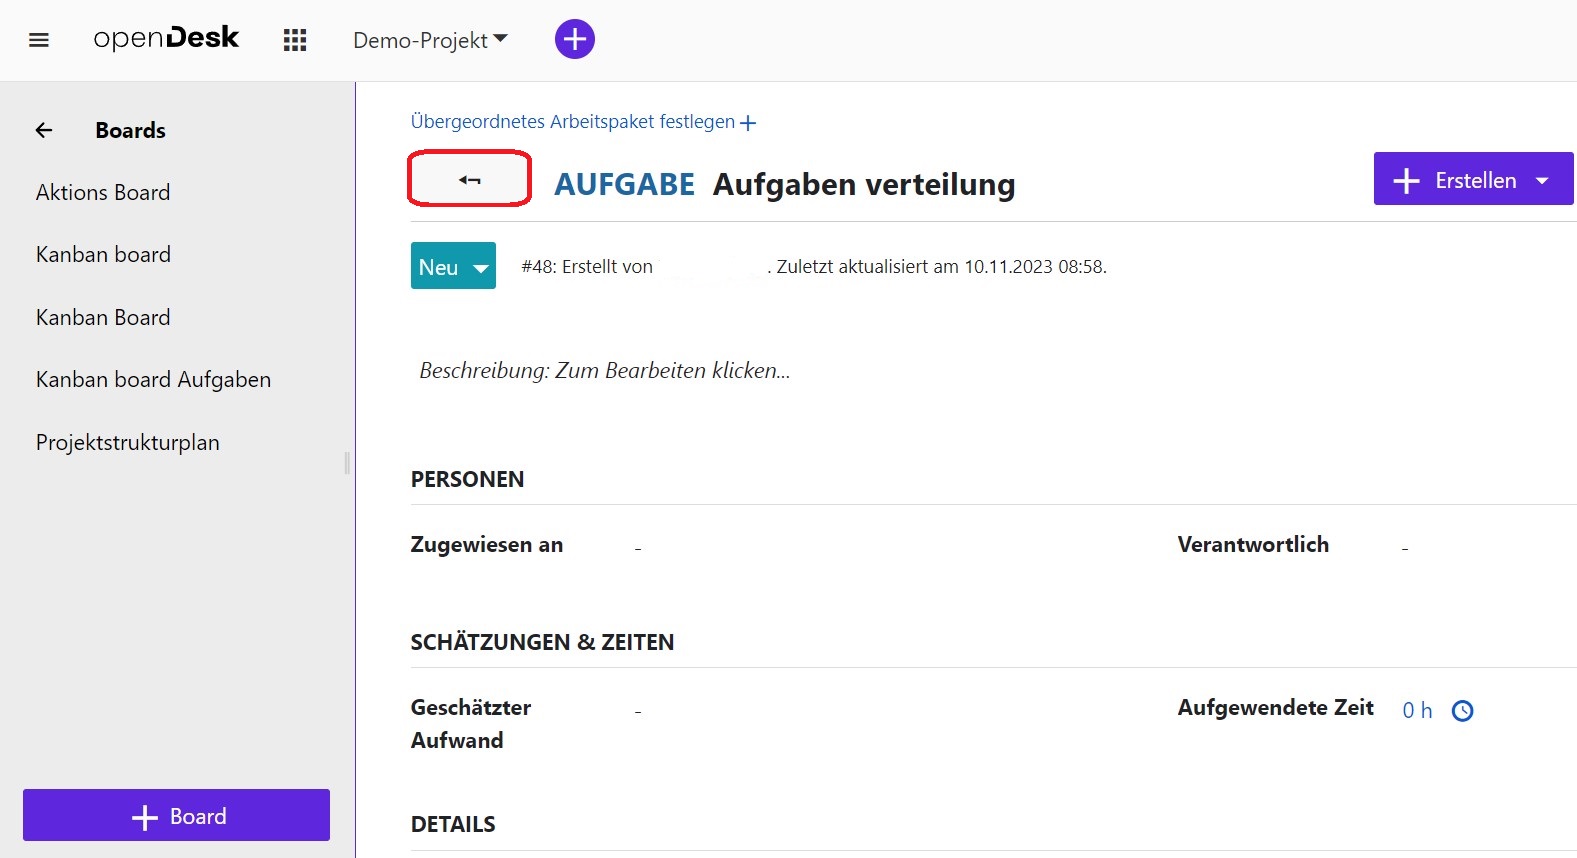 openDesk
Demo-Projekt
Boards
Aktions Board
Kanban board
Kanban Board
Kanban board Aufgaben
Projektstrukturplan
Board
Übergeordnetes Arbeitspaket festlegen
AUFGABE Aufgaben verteilung
Erstellen
Neu
#48: Erstellt von . Zuletzt aktualisiert am 10.11.2023 08:58.
Beschreibung: Zum Bearbeiten klicken...
PERSONEN
Zugewiesen an -
Verantwortlich -
SCHÄTZUNGEN & ZEITEN
Geschätzter
Aufwand -
Aufgewendete Zeit 0 h
DETAILS